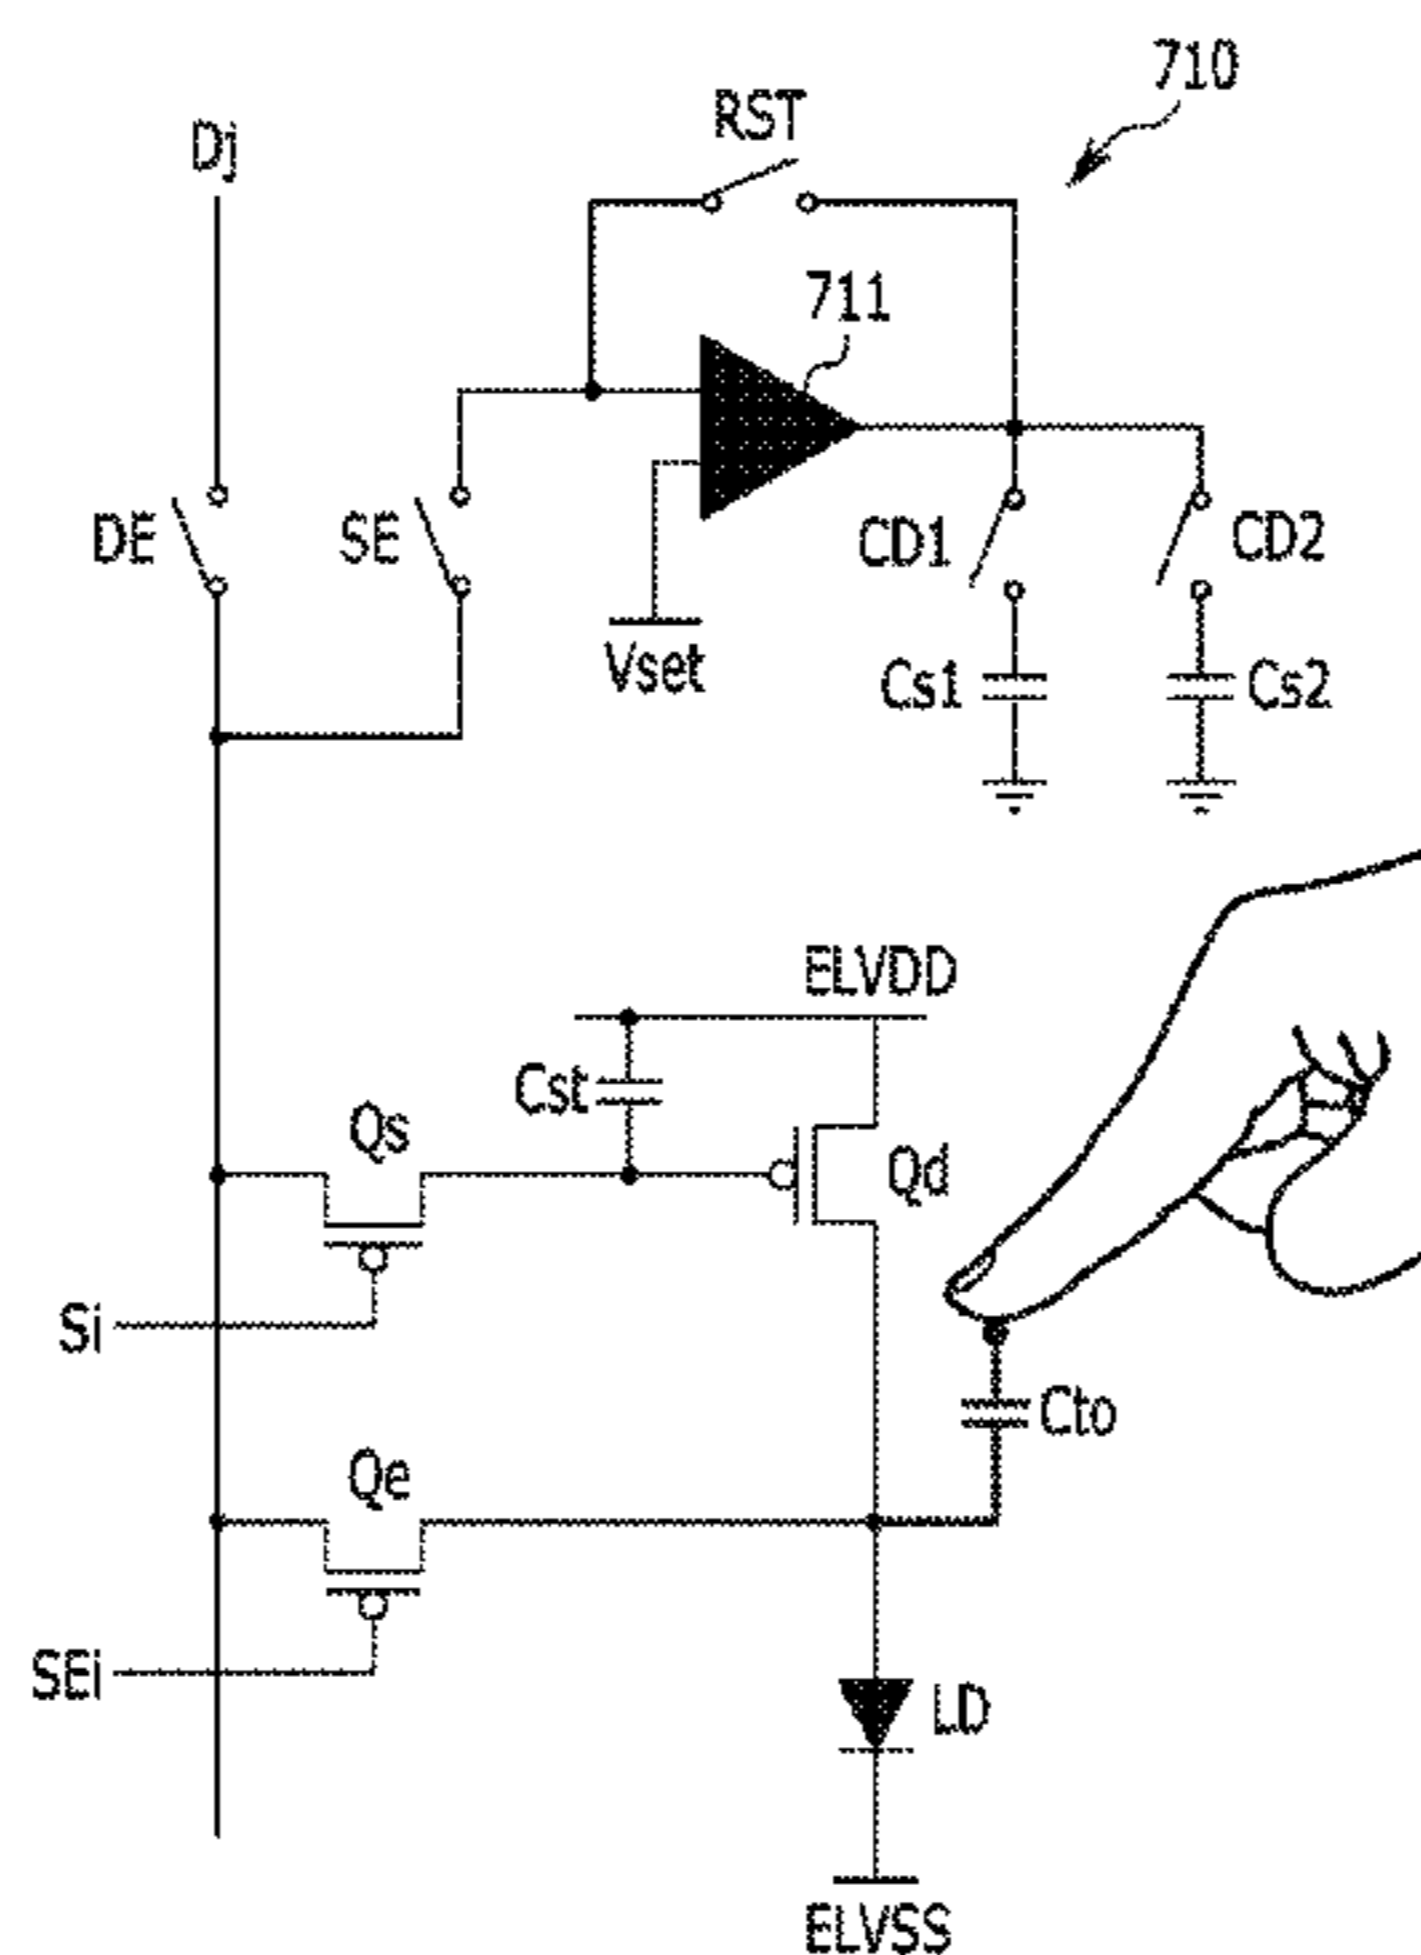 710
RST
Dj
711
DE
SE
CD1
CD2
Vset
Cs1
Cs2
ELVDD
Cst
Qs
Qd
Si
Cto
Qe
SEi
LD
ELVSS